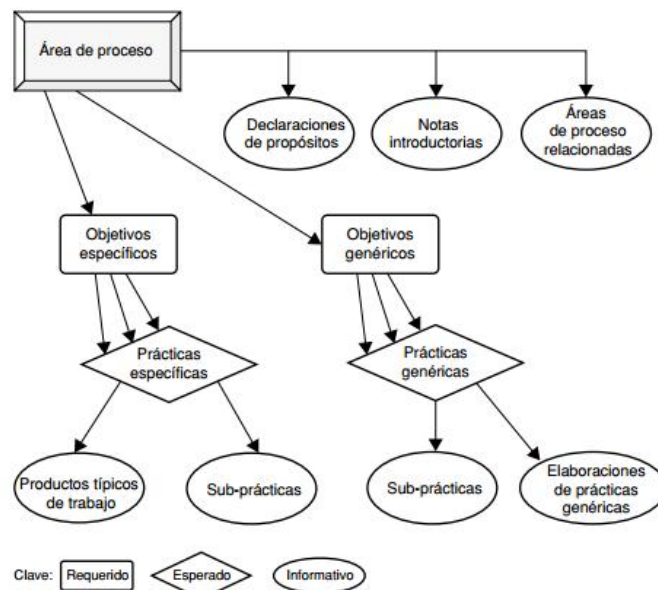 Área de proceso
Declaraciones
de propósitos
Notas
introductorias
Áreas
de proceso
relacionadas
Objetivos
específicos
Objetivos
genéricos
Prácticas
específicas
Prácticas
genéricas
Productos típicos
de trabajo
Sub-prácticas
Sub-prácticas
Elaboraciones
de prácticas
genéricas
Clave: Requerido Esperado Informativo